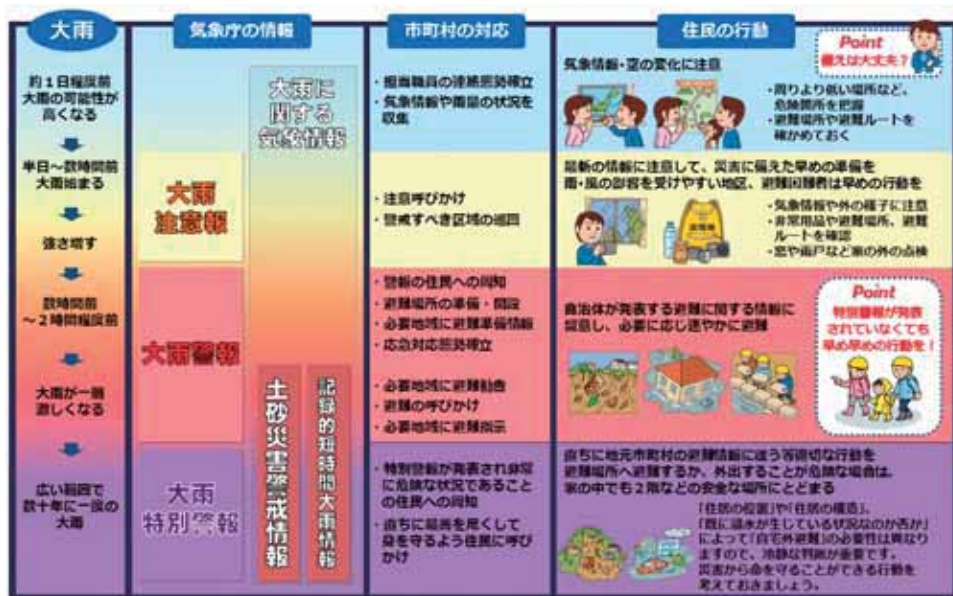 大雨
気象庁の情報
市町村の対応
住民の行動
約1日程度前
大雨の可能性が
高くなる
半日～数時間前
大雨始まる
強さ増す
数時間前
～2時間程度前
大雨が一層
激しくなる
広い範囲で
数十年に一度の
大雨
大雨に
関する
気象情報
大雨
注意報
大雨警報
大雨
特別警報
土砂災害警戒情報
記録的短時間大雨情報
・担当職員の連絡態勢確立
・気象情報や雨量の状況を
収集
・注意呼びかけ
・警戒すべき区域の巡回
・警報の住民への周知
・避難場所の準備・開設
・必要地域に避難準備情報
・応急対応態勢確立
・必要地域に避難勧告
・避難の呼びかけ
・必要地域に避難指示
・特別警報が発表され非常
に危険な状況であること
の住民への周知
・直ちに最善を尽くして
身を守るよう住民に呼び
かけ
気象情報・空の変化に注意
Point
備えは大丈夫？
・周りより低い場所など、
危険箇所を把握
・避難場所や避難ルートを
確かめておく
最新の情報に注意して、災害に備えた早めの準備を
雨・風の影響を受けやすい地区、避難困難者は早めの行動を
・気象情報や外の様子に注意
・非常用品や避難場所、避難
ルートを確認
・窓や雨戸など家の外の点検
自治体が発表する避難に関する情報に
留意し、必要に応じ速やかに避難
Point
特別警報が発表
されていなくても
早め早めの行動を！
直ちに地元市町村の避難情報に従う等適切な行動を
避難場所へ避難するか、外出することが危険な場合は、
家の中でも2階などの安全な場所にとどまる
「住居の位置」や「住居の構造」、
「既に浸水が生じている状況なのか否か」
によって「自宅外避難」の必要性は異なり
ますので、冷静な判断が重要です。
災害から命を守ることができる行動を
考えておきましょう。